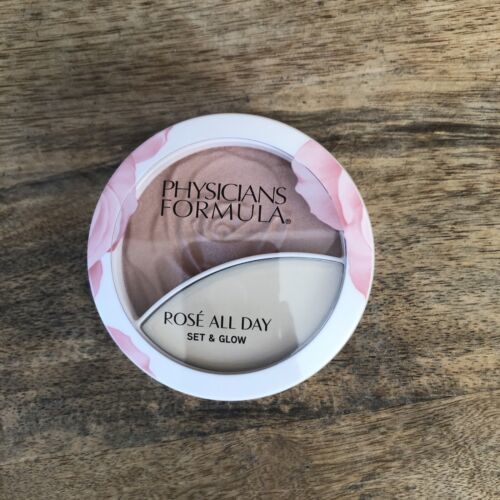 PHYSICIANS
FORMULA®
ROSÉ ALL DAY
SET & GLOW